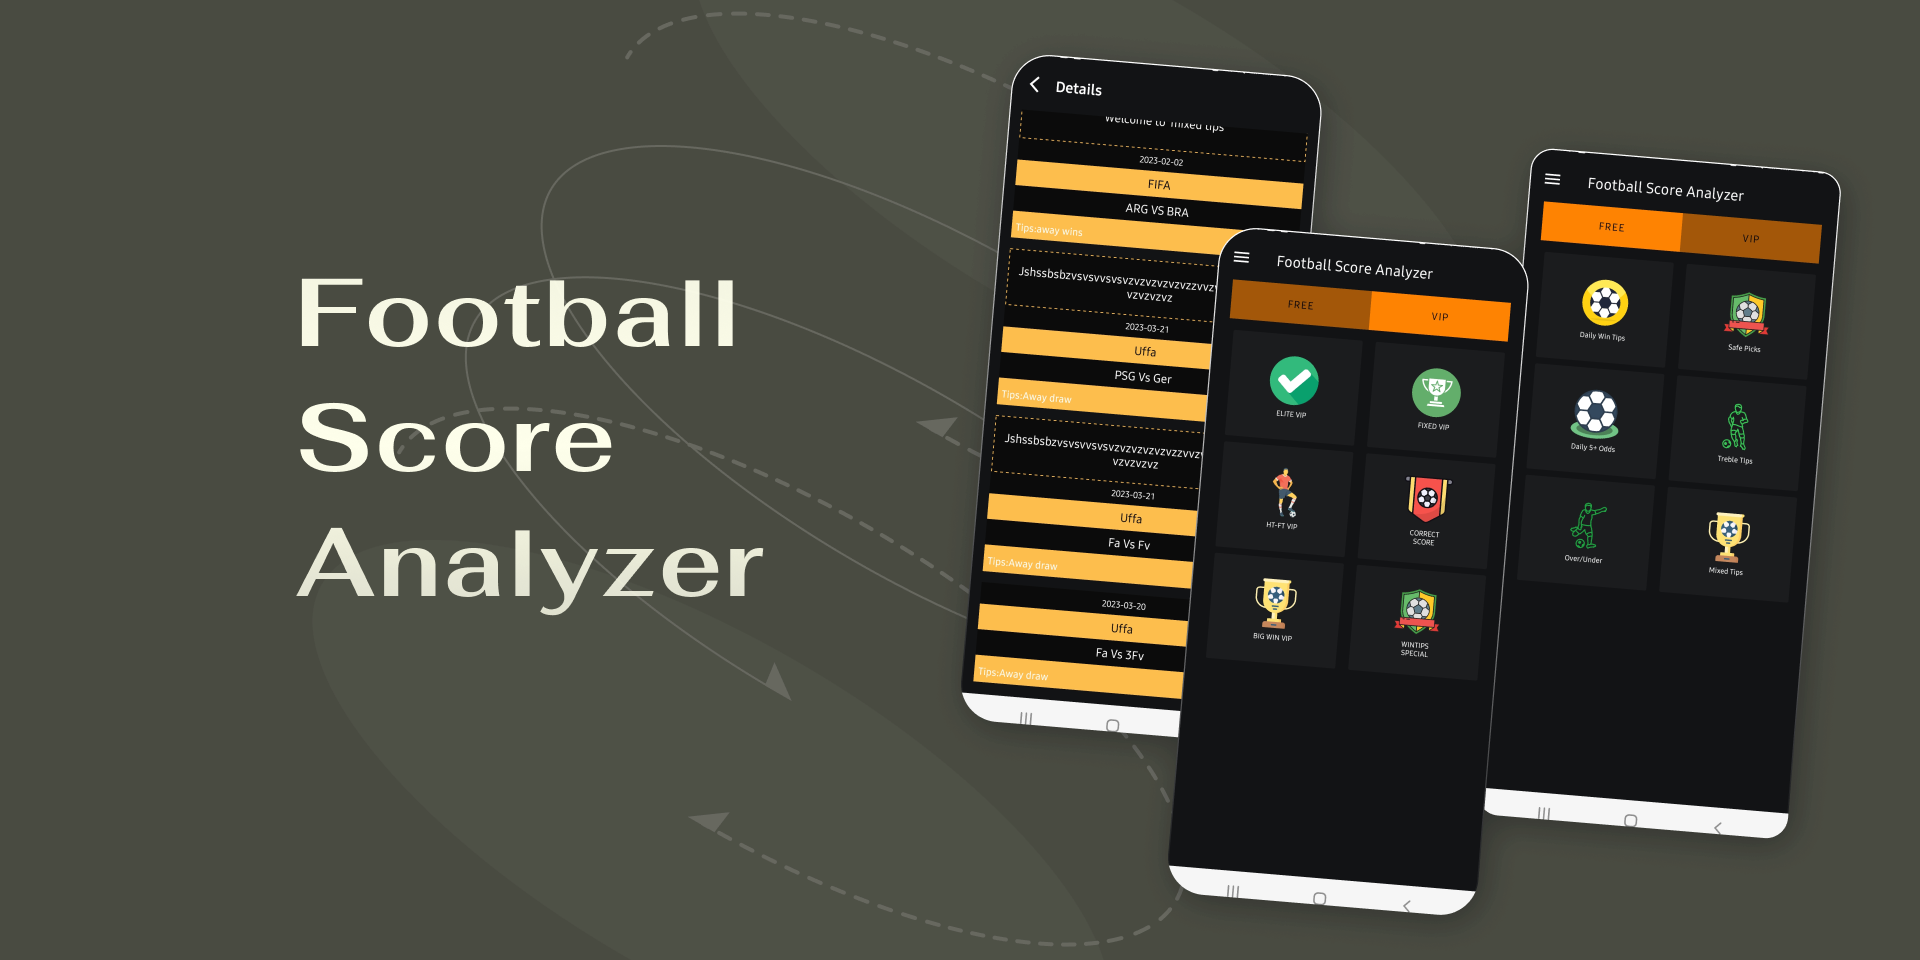 Football
Score
Analyzer
Details
Welcome to mixed tips
2023-02-02
FIFA
ARG VS BRA
Tips:away wins
2023-03-21
Uffa
PSG Vs Ger
Tips:Away draw
vzvzvzvz
2023-03-21
Uffa
Fa Vs Fv
Tips:Away draw
2023-03-20
Uffa
Fa Vs 3Fv
Tips:Away draw
Football Score Analyzer
FREE VIP
ELITE VIP FIXED VIP
HT-FT VIP CORRECT
SCORE
BIG WIN VIP WINTIPS
SPECIAL
Football Score Analyzer
FREE VIP
Daily Win Tips Safe Picks
Daily 5+ Odds Treble Tips
Over/Under Mixed Tips